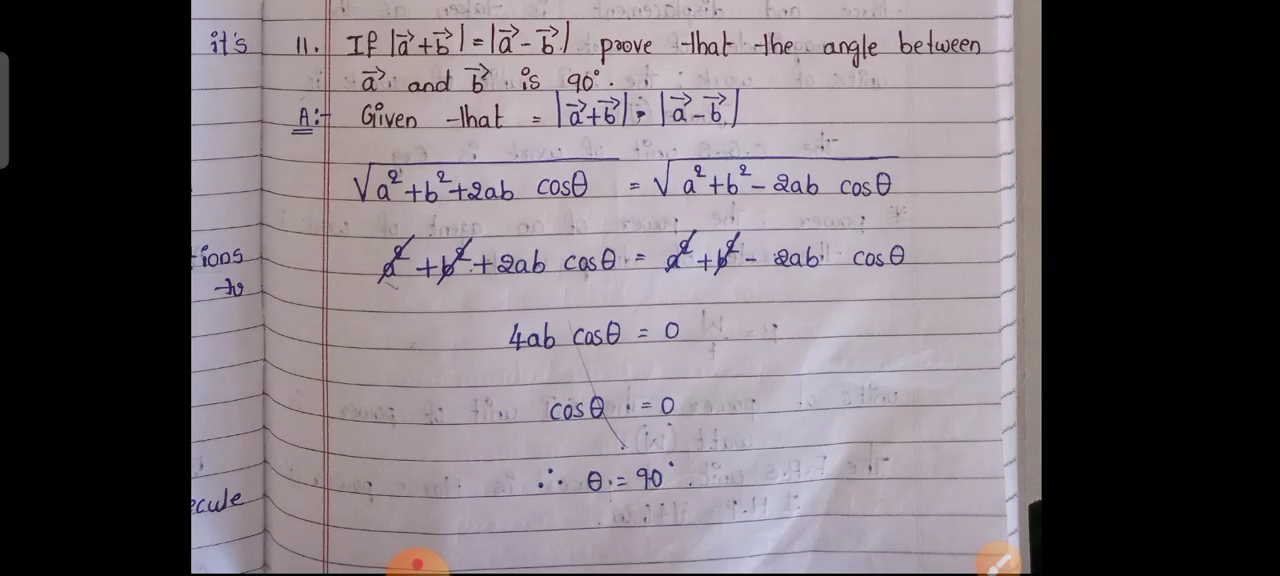 it's
11. If |a⃗+b⃗| = |a⃗-b⃗| prove that the angle between
a⃗ and b⃗ is 90°.
A:- Given that = |a⃗+b⃗| = |a⃗-b⃗|
√a²+b²+2ab cosθ = √a²+b²-2ab cosθ
tions
a²+b²+2ab cosθ = a²+b²-2ab cosθ
4ab cosθ = 0
cosθ = 0
∴ θ = 90°.
ecule